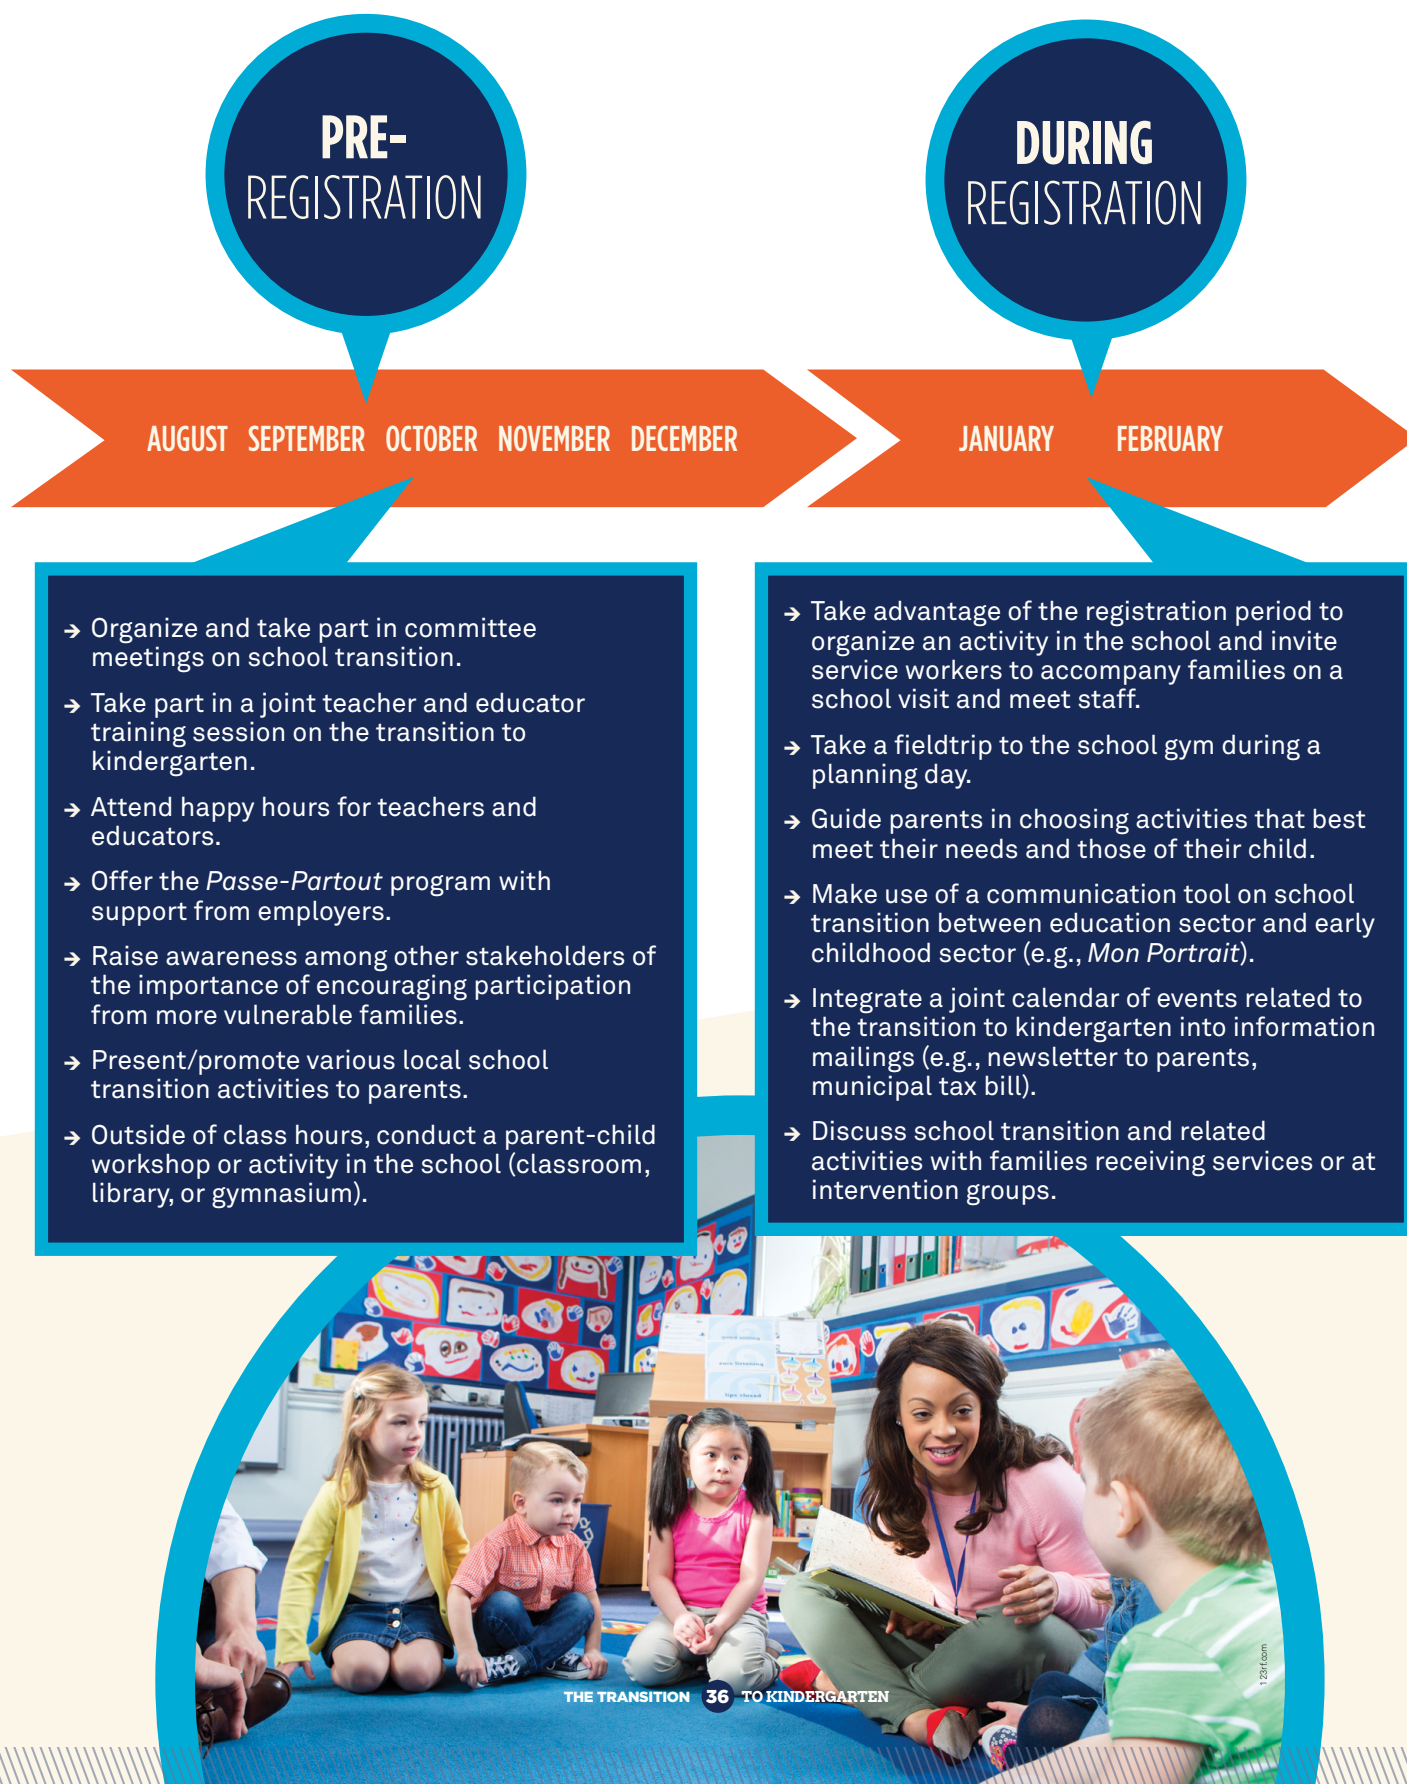 PRE-
REGISTRATION
DURING
REGISTRATION
AUGUST SEPTEMBER OCTOBER NOVEMBER DECEMBER
JANUARY FEBRUARY
→ Organize and take part in committee
meetings on school transition.
→ Take part in a joint teacher and educator
training session on the transition to
kindergarten.
→ Attend happy hours for teachers and
educators.
→ Offer the Passe-Partout program with
support from employers.
→ Raise awareness among other stakeholders of
the importance of encouraging participation
from more vulnerable families.
→ Present/promote various local school
transition activities to parents.
→ Outside of class hours, conduct a parent-child
workshop or activity in the school (classroom,
library, or gymnasium).
→ Take advantage of the registration period to
organize an activity in the school and invite
service workers to accompany families on a
school visit and meet staff.
→ Take a fieldtrip to the school gym during a
planning day.
→ Guide parents in choosing activities that best
meet their needs and those of their child.
→ Make use of a communication tool on school
transition between education sector and early
childhood sector (e.g., Mon Portrait).
→ Integrate a joint calendar of events related to
the transition to kindergarten into information
mailings (e.g., newsletter to parents,
municipal tax bill).
→ Discuss school transition and related
activities with families receiving services or at
intervention groups.
good sitting
good listening
lips closed
123rf.com
THE TRANSITION 36 TO KINDERGARTEN